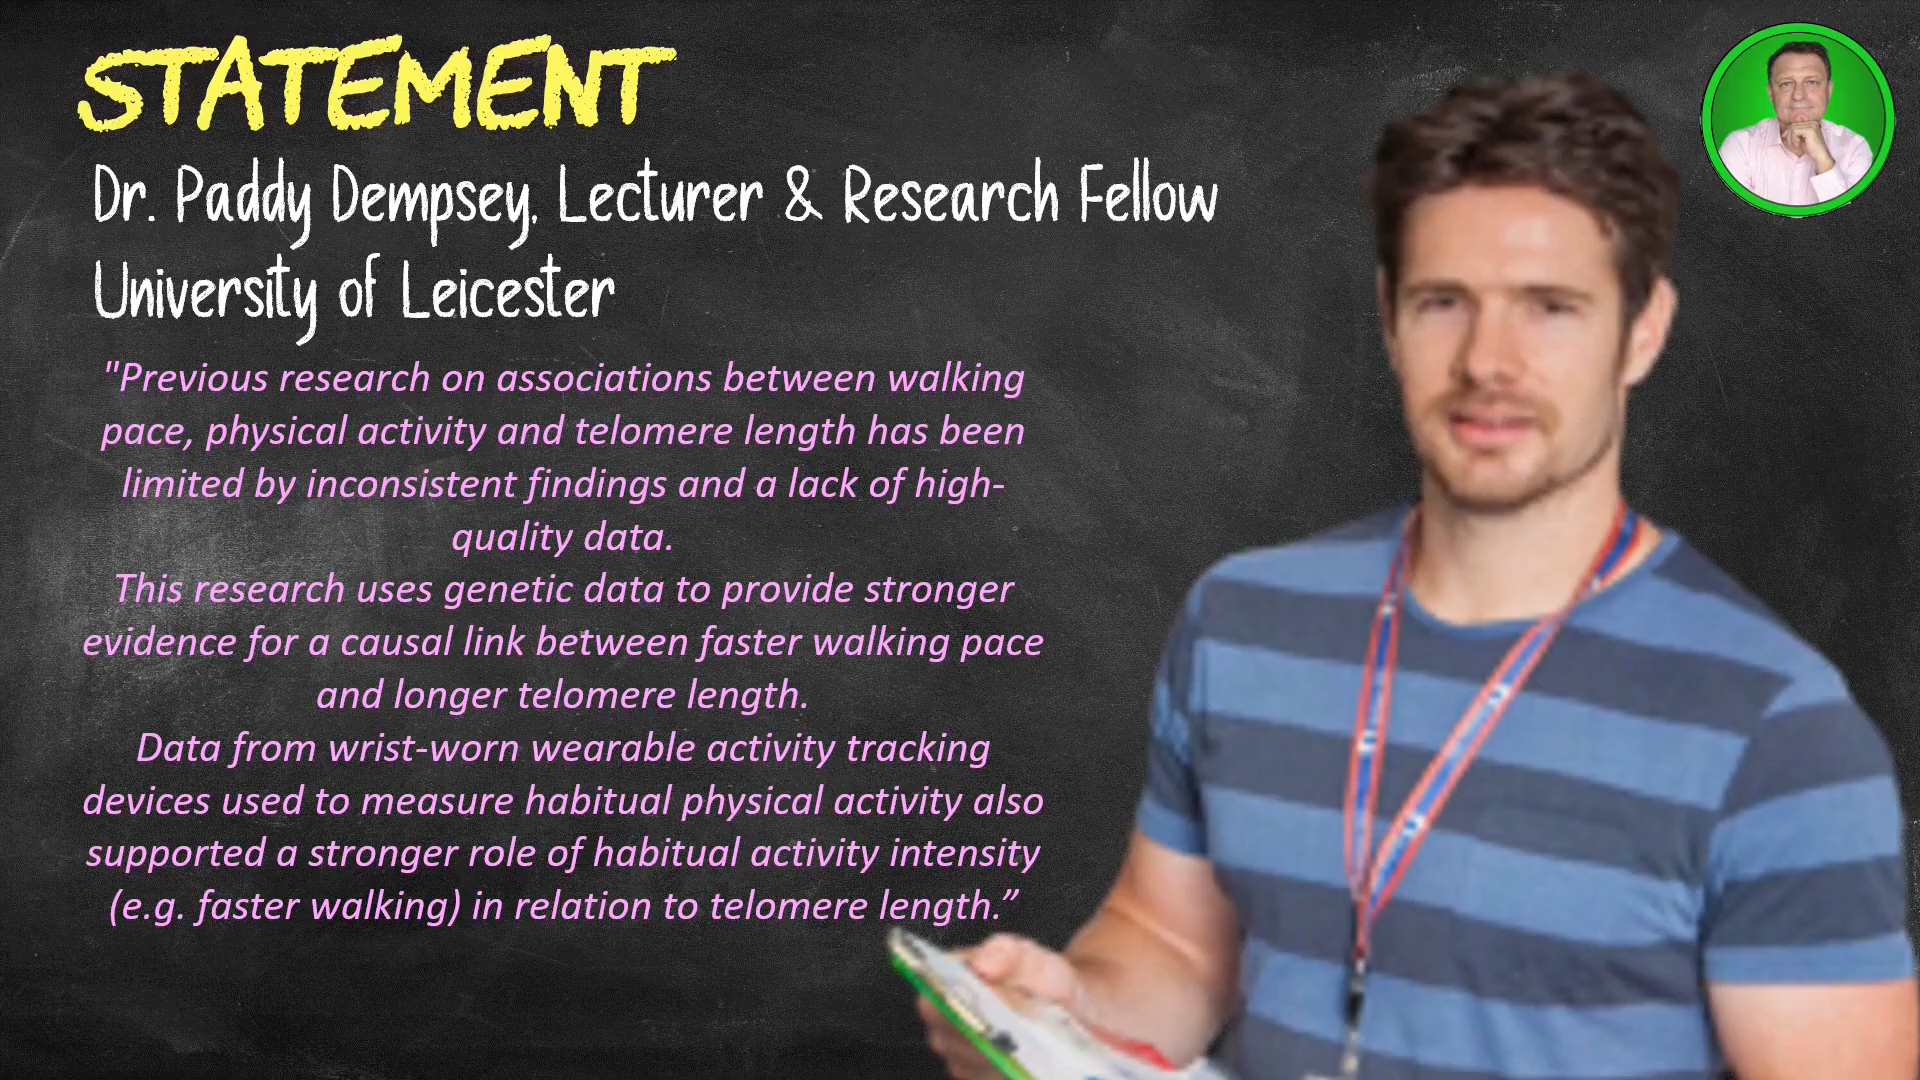 STATEMENT
Dr. Paddy Dempsey, Lecturer & Research Fellow
University of Leicester
"Previous research on associations between walking
pace, physical activity and telomere length has been
limited by inconsistent findings and a lack of high-
quality data.
This research uses genetic data to provide stronger
evidence for a causal link between faster walking pace
and longer telomere length.
Data from wrist-worn wearable activity tracking
devices used to measure habitual physical activity also
supported a stronger role of habitual activity intensity
(e.g. faster walking) in relation to telomere length.”